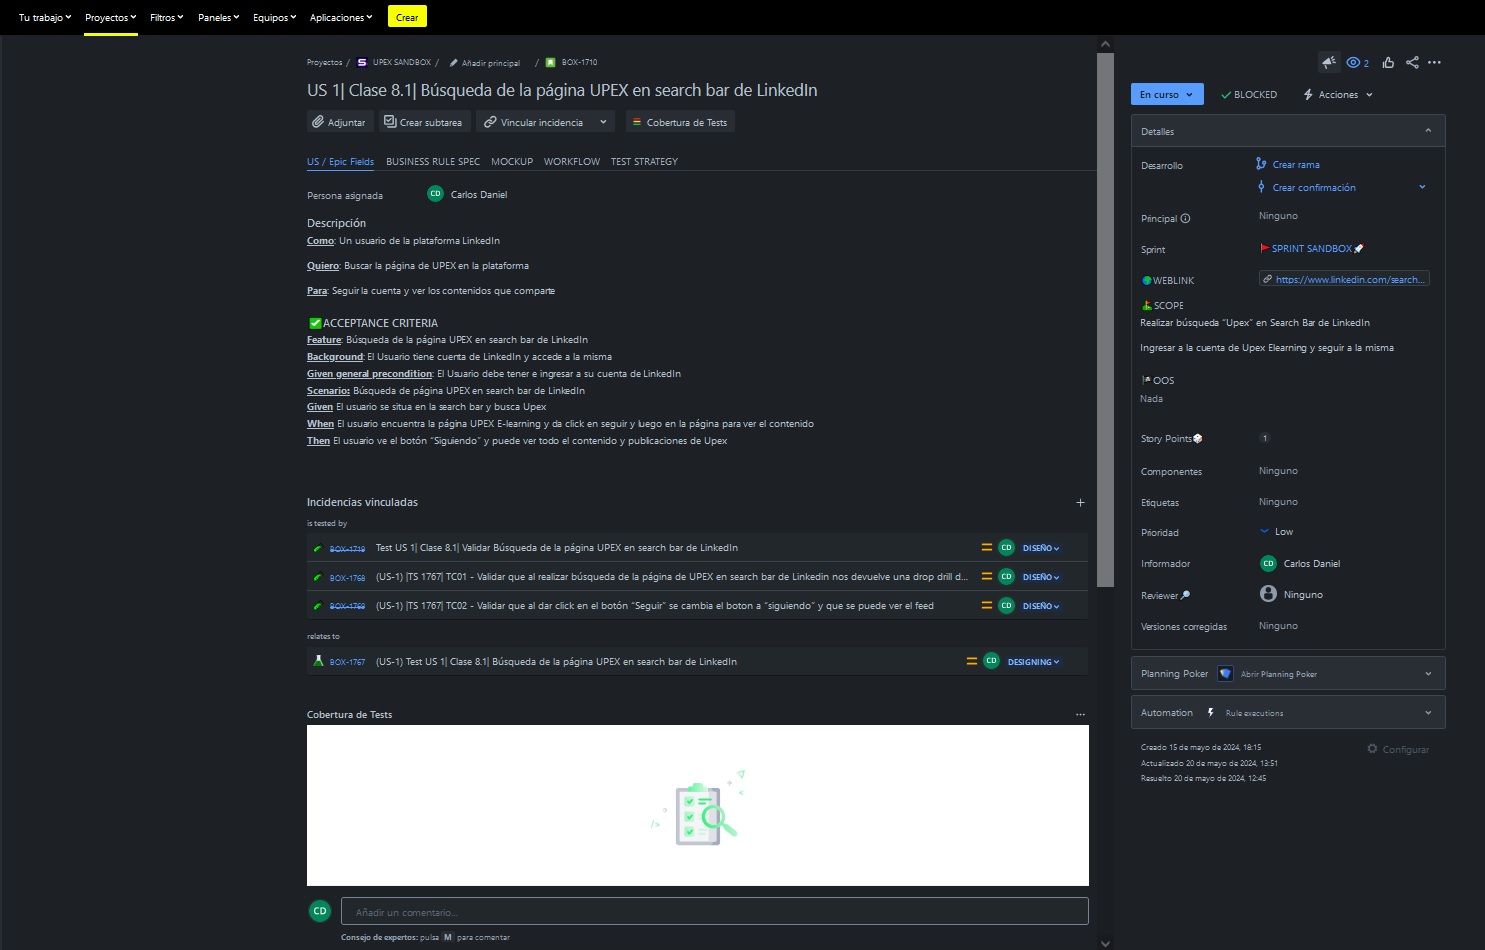 Tu trabajo
Proyectos
Filtros
Paneles
Equipos
Aplicaciones
Crear
Proyectos / UPEX SANDBOX / Añadir principal / BOX-1710
2
US 1| Clase 8.1| Búsqueda de la página UPEX en search bar de LinkedIn
Adjuntar
Crear subtarea
Vincular incidencia
Cobertura de Tests
US / Epic Fields
BUSINESS RULE SPEC
MOCKUP
WORKFLOW
TEST STRATEGY
Persona asignada
CD Carlos Daniel
Descripción
Como: Un usuario de la plataforma LinkedIn
Quiero: Buscar la página de UPEX en la plataforma
Para: Seguir la cuenta y ver los contenidos que comparte
✅ACCEPTANCE CRITERIA
Feature: Búsqueda de la página UPEX en search bar de LinkedIn
Background: El Usuario tiene cuenta de LinkedIn y accede a la misma
Given general precondition: El Usuario debe tener e ingresar a su cuenta de LinkedIn
Scenario: Búsqueda de página UPEX en search bar de LinkedIn
Given El usuario se situa en la search bar y busca Upex
When El usuario encuentra la página UPEX E-learning y da click en seguir y luego en la página para ver el contenido
Then El usuario ve el botón “Siguiendo” y puede ver todo el contenido y publicaciones de Upex
Incidencias vinculadas
is tested by
BOX-1719 Test US 1| Clase 8.1| Validar Búsqueda de la página UPEX en search bar de LinkedIn CD DISEÑO
BOX-1768 (US-1) |TS 1767| TC01 - Validar que al realizar búsqueda de la página de UPEX en search bar de Linkedin nos devuelve una drop drill d... CD DISEÑO
BOX-1769 (US-1) |TS 1767| TC02 - Validar que al dar click en el botón “Seguir” se cambia el boton a “siguiendo” y que se puede ver el feed CD DISEÑO
relates to
BOX-1767 (US-1) Test US 1| Clase 8.1| Búsqueda de la página UPEX en search bar de LinkedIn CD DESIGNING
Cobertura de Tests
CD Añadir un comentario...
Consejo de expertos: pulsa M para comentar
En curso
BLOCKED
Acciones
Detalles
Desarrollo
Crear rama
Crear confirmación
Principal
Ninguno
Sprint
SPRINT SANDBOX🚀
WEBLINK
https://www.linkedin.com/search...
SCOPE
Realizar búsqueda “Upex” en Search Bar de LinkedIn
Ingresar a la cuenta de Upex Elearning y seguir a la misma
OOS
Nada
Story Points🎲
1
Componentes
Ninguno
Etiquetas
Ninguno
Prioridad
Low
Informador
CD Carlos Daniel
Reviewer🔎
Ninguno
Versiones corregidas
Ninguno
Planning Poker Abrir Planning Poker
Automation Rule executions
Creado 15 de mayo de 2024, 18:15
Configurar
Actualizado 20 de mayo de 2024, 13:51
Resuelto 20 de mayo de 2024, 12:45